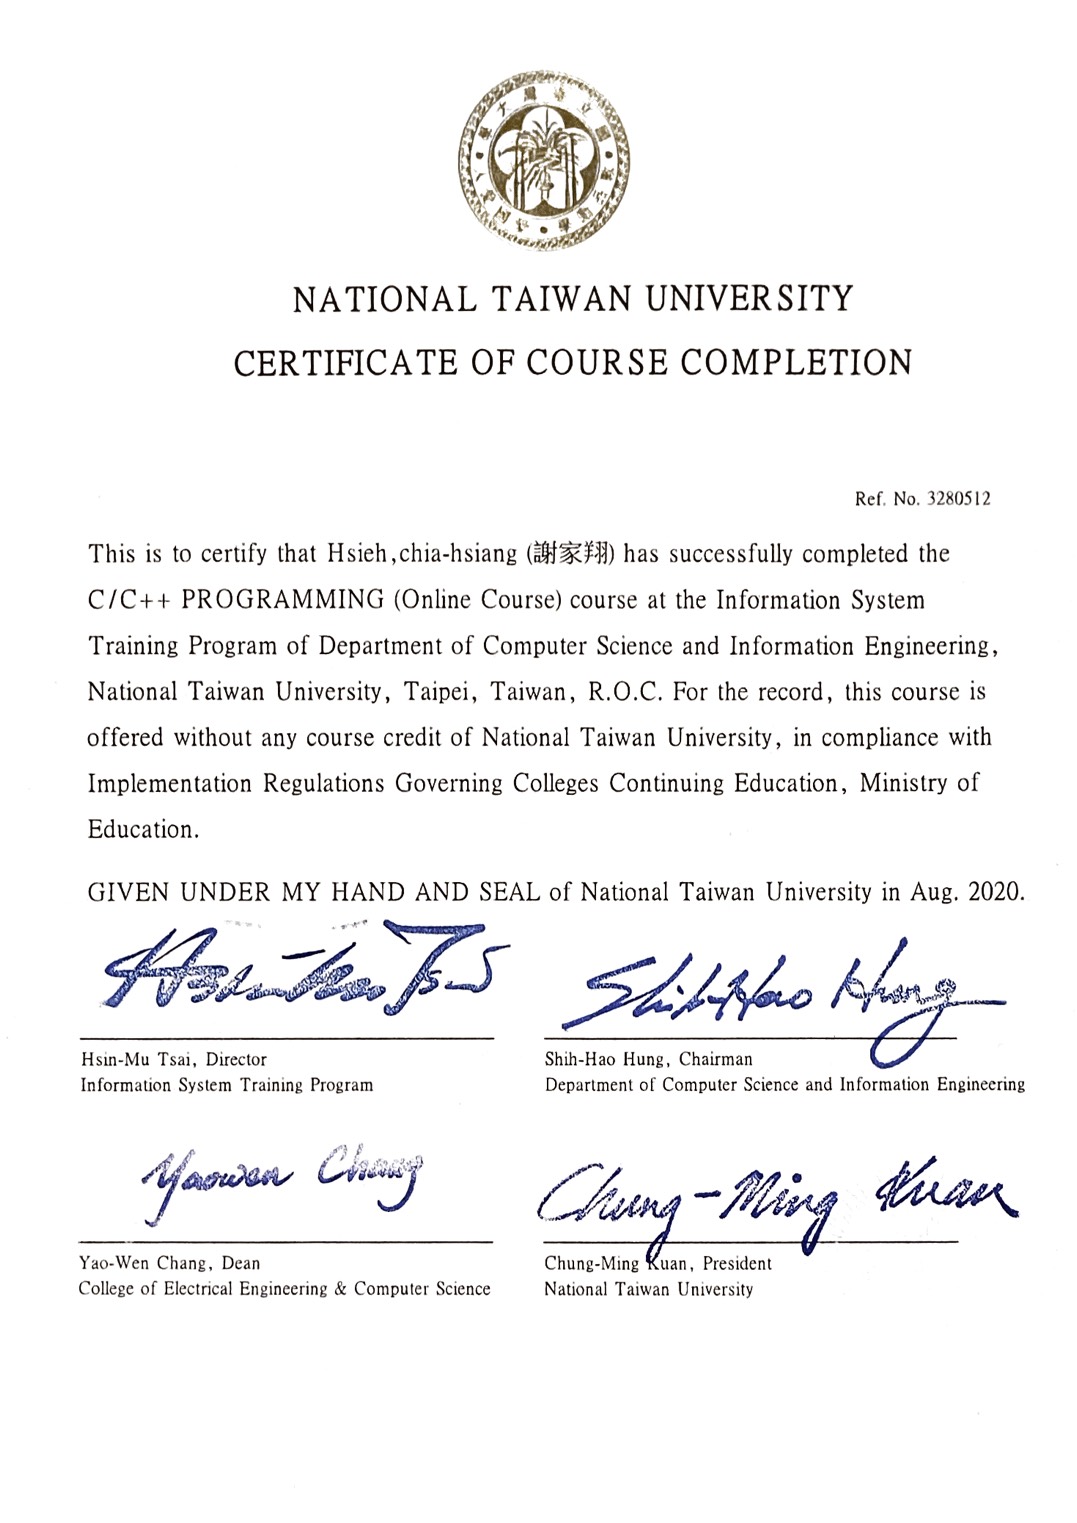 國立臺灣大學
NATIONAL TAIWAN UNIVERSITY
CERTIFICATE OF COURSE COMPLETION
Ref. No. 3280512
This is to certify that Hsieh,chia-hsiang (謝家翔) has successfully completed the
C/C++ PROGRAMMING (Online Course) course at the Information System
Training Program of Department of Computer Science and Information Engineering,
National Taiwan University, Taipei, Taiwan, R.O.C. For the record, this course is
offered without any course credit of National Taiwan University, in compliance with
Implementation Regulations Governing Colleges Continuing Education, Ministry of
Education.
GIVEN UNDER MY HAND AND SEAL of National Taiwan University in Aug. 2020.
Shih-Hao Hung
Hsin-Mu Tsai, Director
Information System Training Program
Shih-Hao Hung, Chairman
Department of Computer Science and Information Engineering
Yaowen Chang
Chung-Ming Kuan
Yao-Wen Chang, Dean
College of Electrical Engineering & Computer Science
Chung-Ming Kuan, President
National Taiwan University